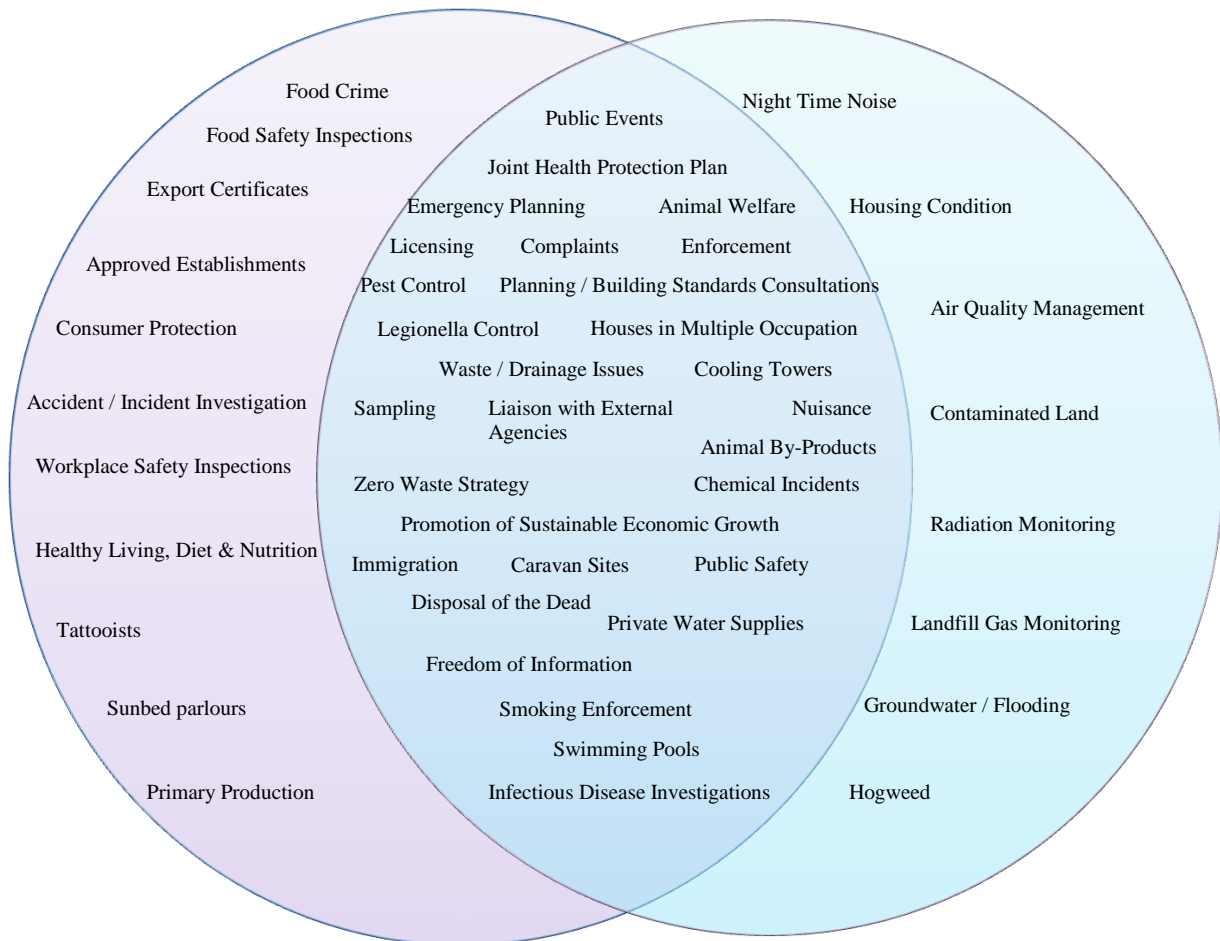 Food Crime
Food Safety Inspections
Export Certificates
Approved Establishments
Consumer Protection
Accident / Incident Investigation
Workplace Safety Inspections
Healthy Living, Diet & Nutrition
Tattooists
Sunbed parlours
Primary Production
Public Events
Joint Health Protection Plan
Emergency Planning
Animal Welfare
Licensing
Complaints
Enforcement
Pest Control
Planning / Building Standards Consultations
Legionella Control
Houses in Multiple Occupation
Waste / Drainage Issues
Cooling Towers
Sampling
Liaison with External
Agencies
Nuisance
Animal By-Products
Zero Waste Strategy
Chemical Incidents
Promotion of Sustainable Economic Growth
Immigration
Caravan Sites
Public Safety
Disposal of the Dead
Private Water Supplies
Freedom of Information
Smoking Enforcement
Swimming Pools
Infectious Disease Investigations
Night Time Noise
Housing Condition
Air Quality Management
Contaminated Land
Radiation Monitoring
Landfill Gas Monitoring
Groundwater / Flooding
Hogweed